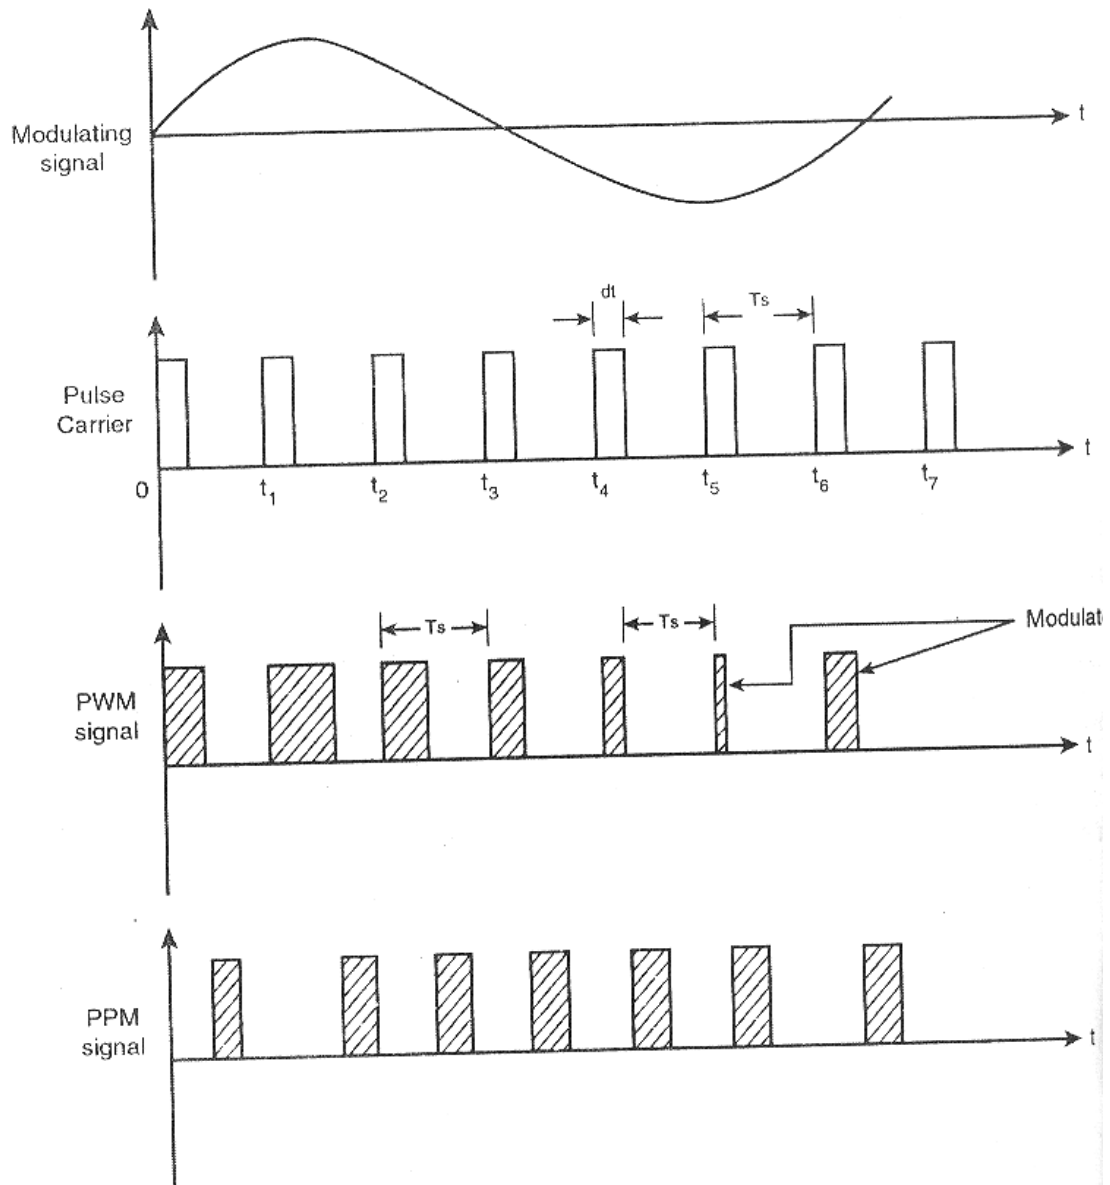 Modulating
signal
t
dt
Ts
Pulse
Carrier
t
0
t1
t2
t3
t4
t5
t6
t7
Ts
Ts
Modulat
PWM
signal
t
PPM
signal
t